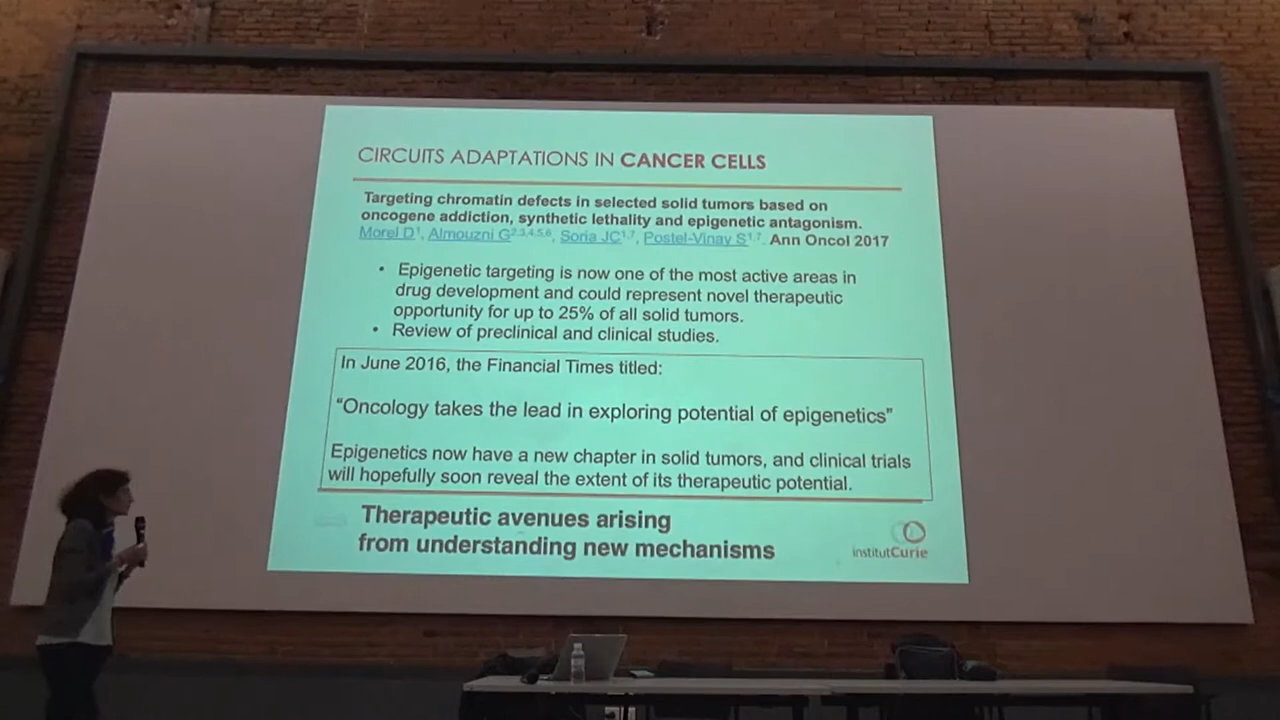 CIRCUITS ADAPTATIONS IN CANCER CELLS
Targeting chromatin defects in selected solid tumors based on
oncogene addiction, synthetic lethality and epigenetic antagonism.
Morel D1, Almouzni G2,3,4,5,6, Soria JC1,7, Postel-Vinay S1,7. Ann Oncol 2017
• Epigenetic targeting is now one of the most active areas in
drug development and could represent novel therapeutic
opportunity for up to 25% of all solid tumors.
• Review of preclinical and clinical studies.
In June 2016, the Financial Times titled:
“Oncology takes the lead in exploring potential of epigenetics”
Epigenetics now have a new chapter in solid tumors, and clinical trials
will hopefully soon reveal the extent of its therapeutic potential.
Therapeutic avenues arising
from understanding new mechanisms
institutCurie